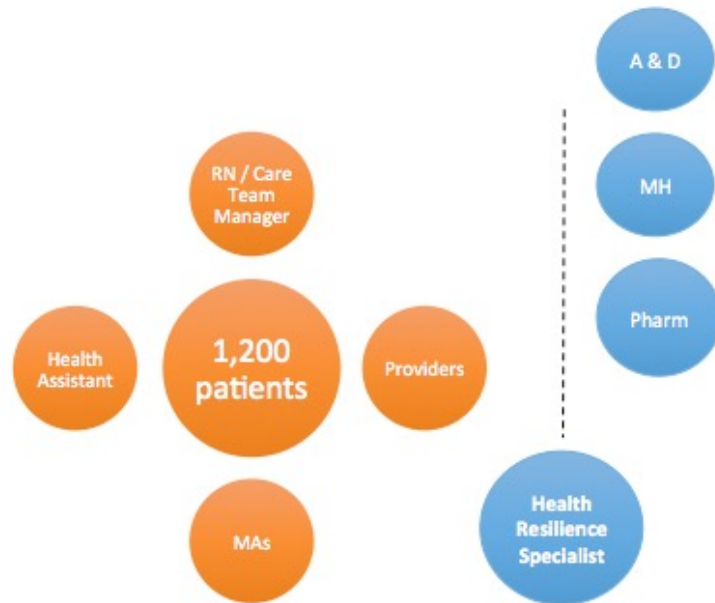 A & D
RN / Care
Team
Manager
MH
Pharm
1,200
patients
Health
Assistant
Providers
Health
Resilience
Specialist
MAs